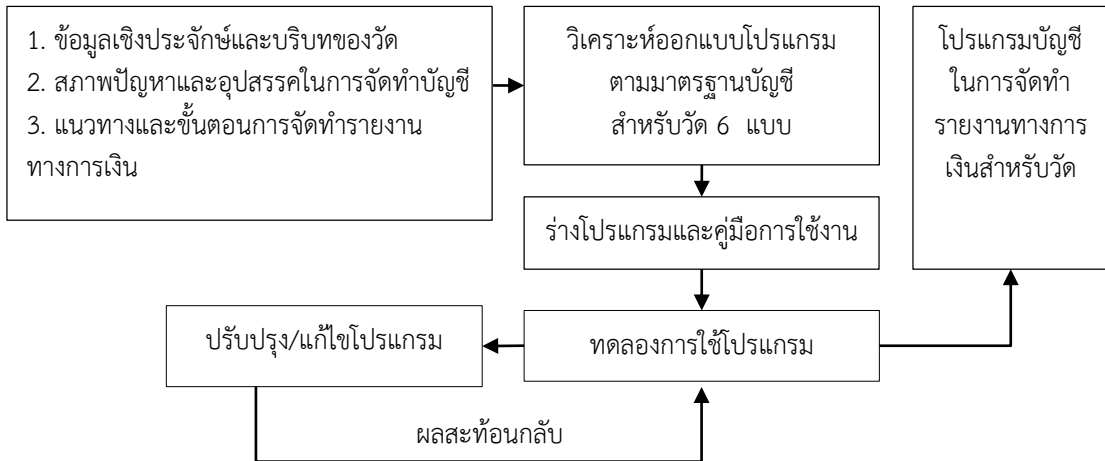 1. ข้อมูลเชิงประจักษ์และบริบทของวัด
2. สภาพปัญหาและอุปสรรคในการจัดทำบัญชี
3. แนวทางและขั้นตอนการจัดทำรายงาน
ทางการเงิน
วิเคราะห์ออกแบบโปรแกรม
ตามมาตรฐานบัญชี
สำหรับวัด 6 แบบ
โปรแกรมบัญชี
ในการจัดทำ
รายงานทางการ
เงินสำหรับวัด
ร่างโปรแกรมและคู่มือการใช้งาน
ปรับปรุง/แก้ไขโปรแกรม
ทดลองการใช้โปรแกรม
ผลสะท้อนกลับ